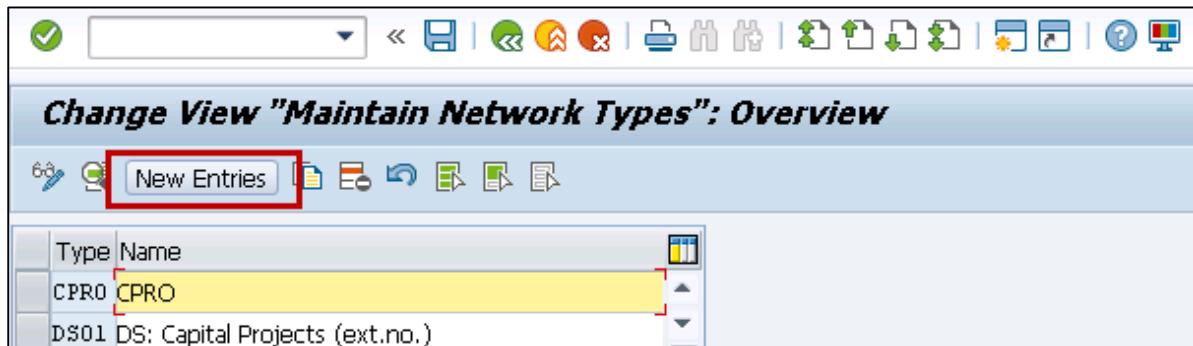 Change View "Maintain Network Types": Overview
New Entries
Type Name
CPRO CPRO
DS01 DS: Capital Projects (ext.no.)